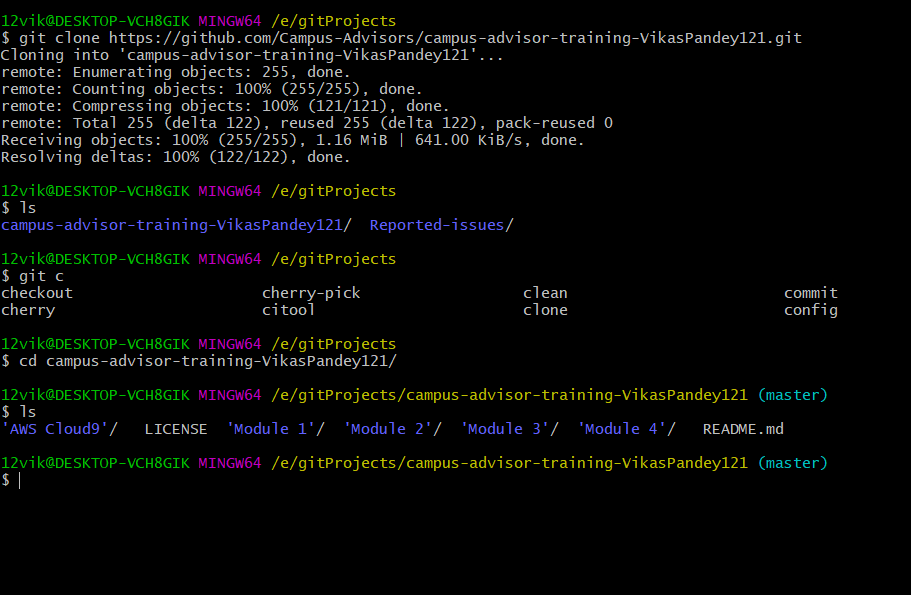 12vik@DESKTOP-VCH8GIK MINGW64 /e/gitProjects
$ git clone https://github.com/Campus-Advisors/campus-advisor-training-VikasPandey121.git
Cloning into 'campus-advisor-training-VikasPandey121'...
remote: Enumerating objects: 255, done.
remote: Counting objects: 100% (255/255), done.
remote: Compressing objects: 100% (121/121), done.
remote: Total 255 (delta 122), reused 255 (delta 122), pack-reused 0
Receiving objects: 100% (255/255), 1.16 MiB | 641.00 KiB/s, done.
Resolving deltas: 100% (122/122), done.
12vik@DESKTOP-VCH8GIK MINGW64 /e/gitProjects
$ ls
campus-advisor-training-VikasPandey121/  Reported-issues/
12vik@DESKTOP-VCH8GIK MINGW64 /e/gitProjects
$ git c
checkout cherry-pick clean commit
cherry citool clone config
12vik@DESKTOP-VCH8GIK MINGW64 /e/gitProjects
$ cd campus-advisor-training-VikasPandey121/
12vik@DESKTOP-VCH8GIK MINGW64 /e/gitProjects/campus-advisor-training-VikasPandey121 (master)
$ ls
'AWS Cloud9'/   LICENSE  'Module 1'/  'Module 2'/  'Module 3'/  'Module 4'/   README.md
12vik@DESKTOP-VCH8GIK MINGW64 /e/gitProjects/campus-advisor-training-VikasPandey121 (master)
$